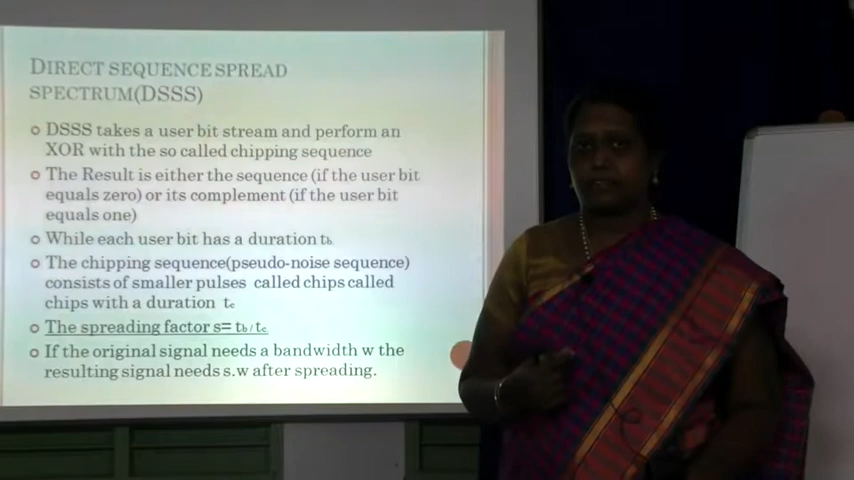 DIRECT SEQUENCE SPREAD
SPECTRUM(DSSS)
DSSS takes a user bit stream and perform an
XOR with the so called chipping sequence
The Result is either the sequence (if the user bit
equals zero) or its complement (if the user bit
equals one)
While each user bit has a duration tb
The chipping sequence(pseudo-noise sequence)
consists of smaller pulses called chips called
chips with a duration tc
The spreading factor s= tb / tc
If the original signal needs a bandwidth w the
resulting signal needs s.w after spreading.